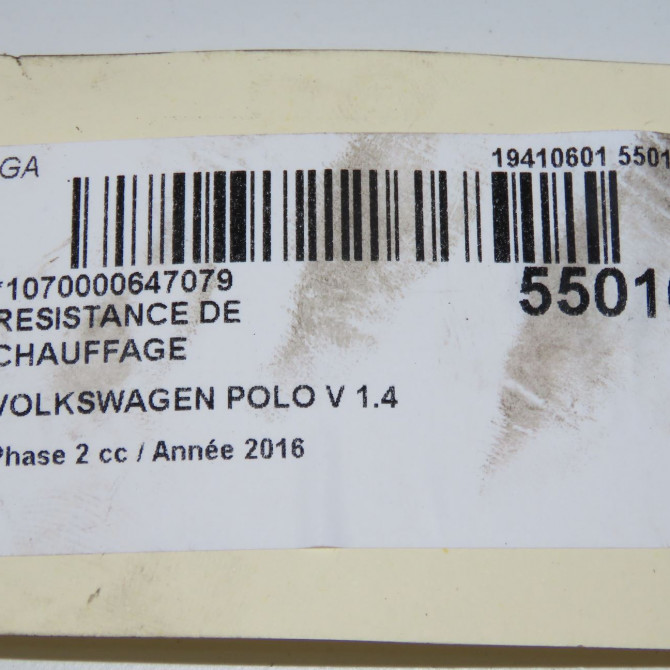 GA
19410601 5501
*1070000647079
55010
RESISTANCE DE
CHAUFFAGE
VOLKSWAGEN POLO V 1.4
Phase 2 cc / Année 2016